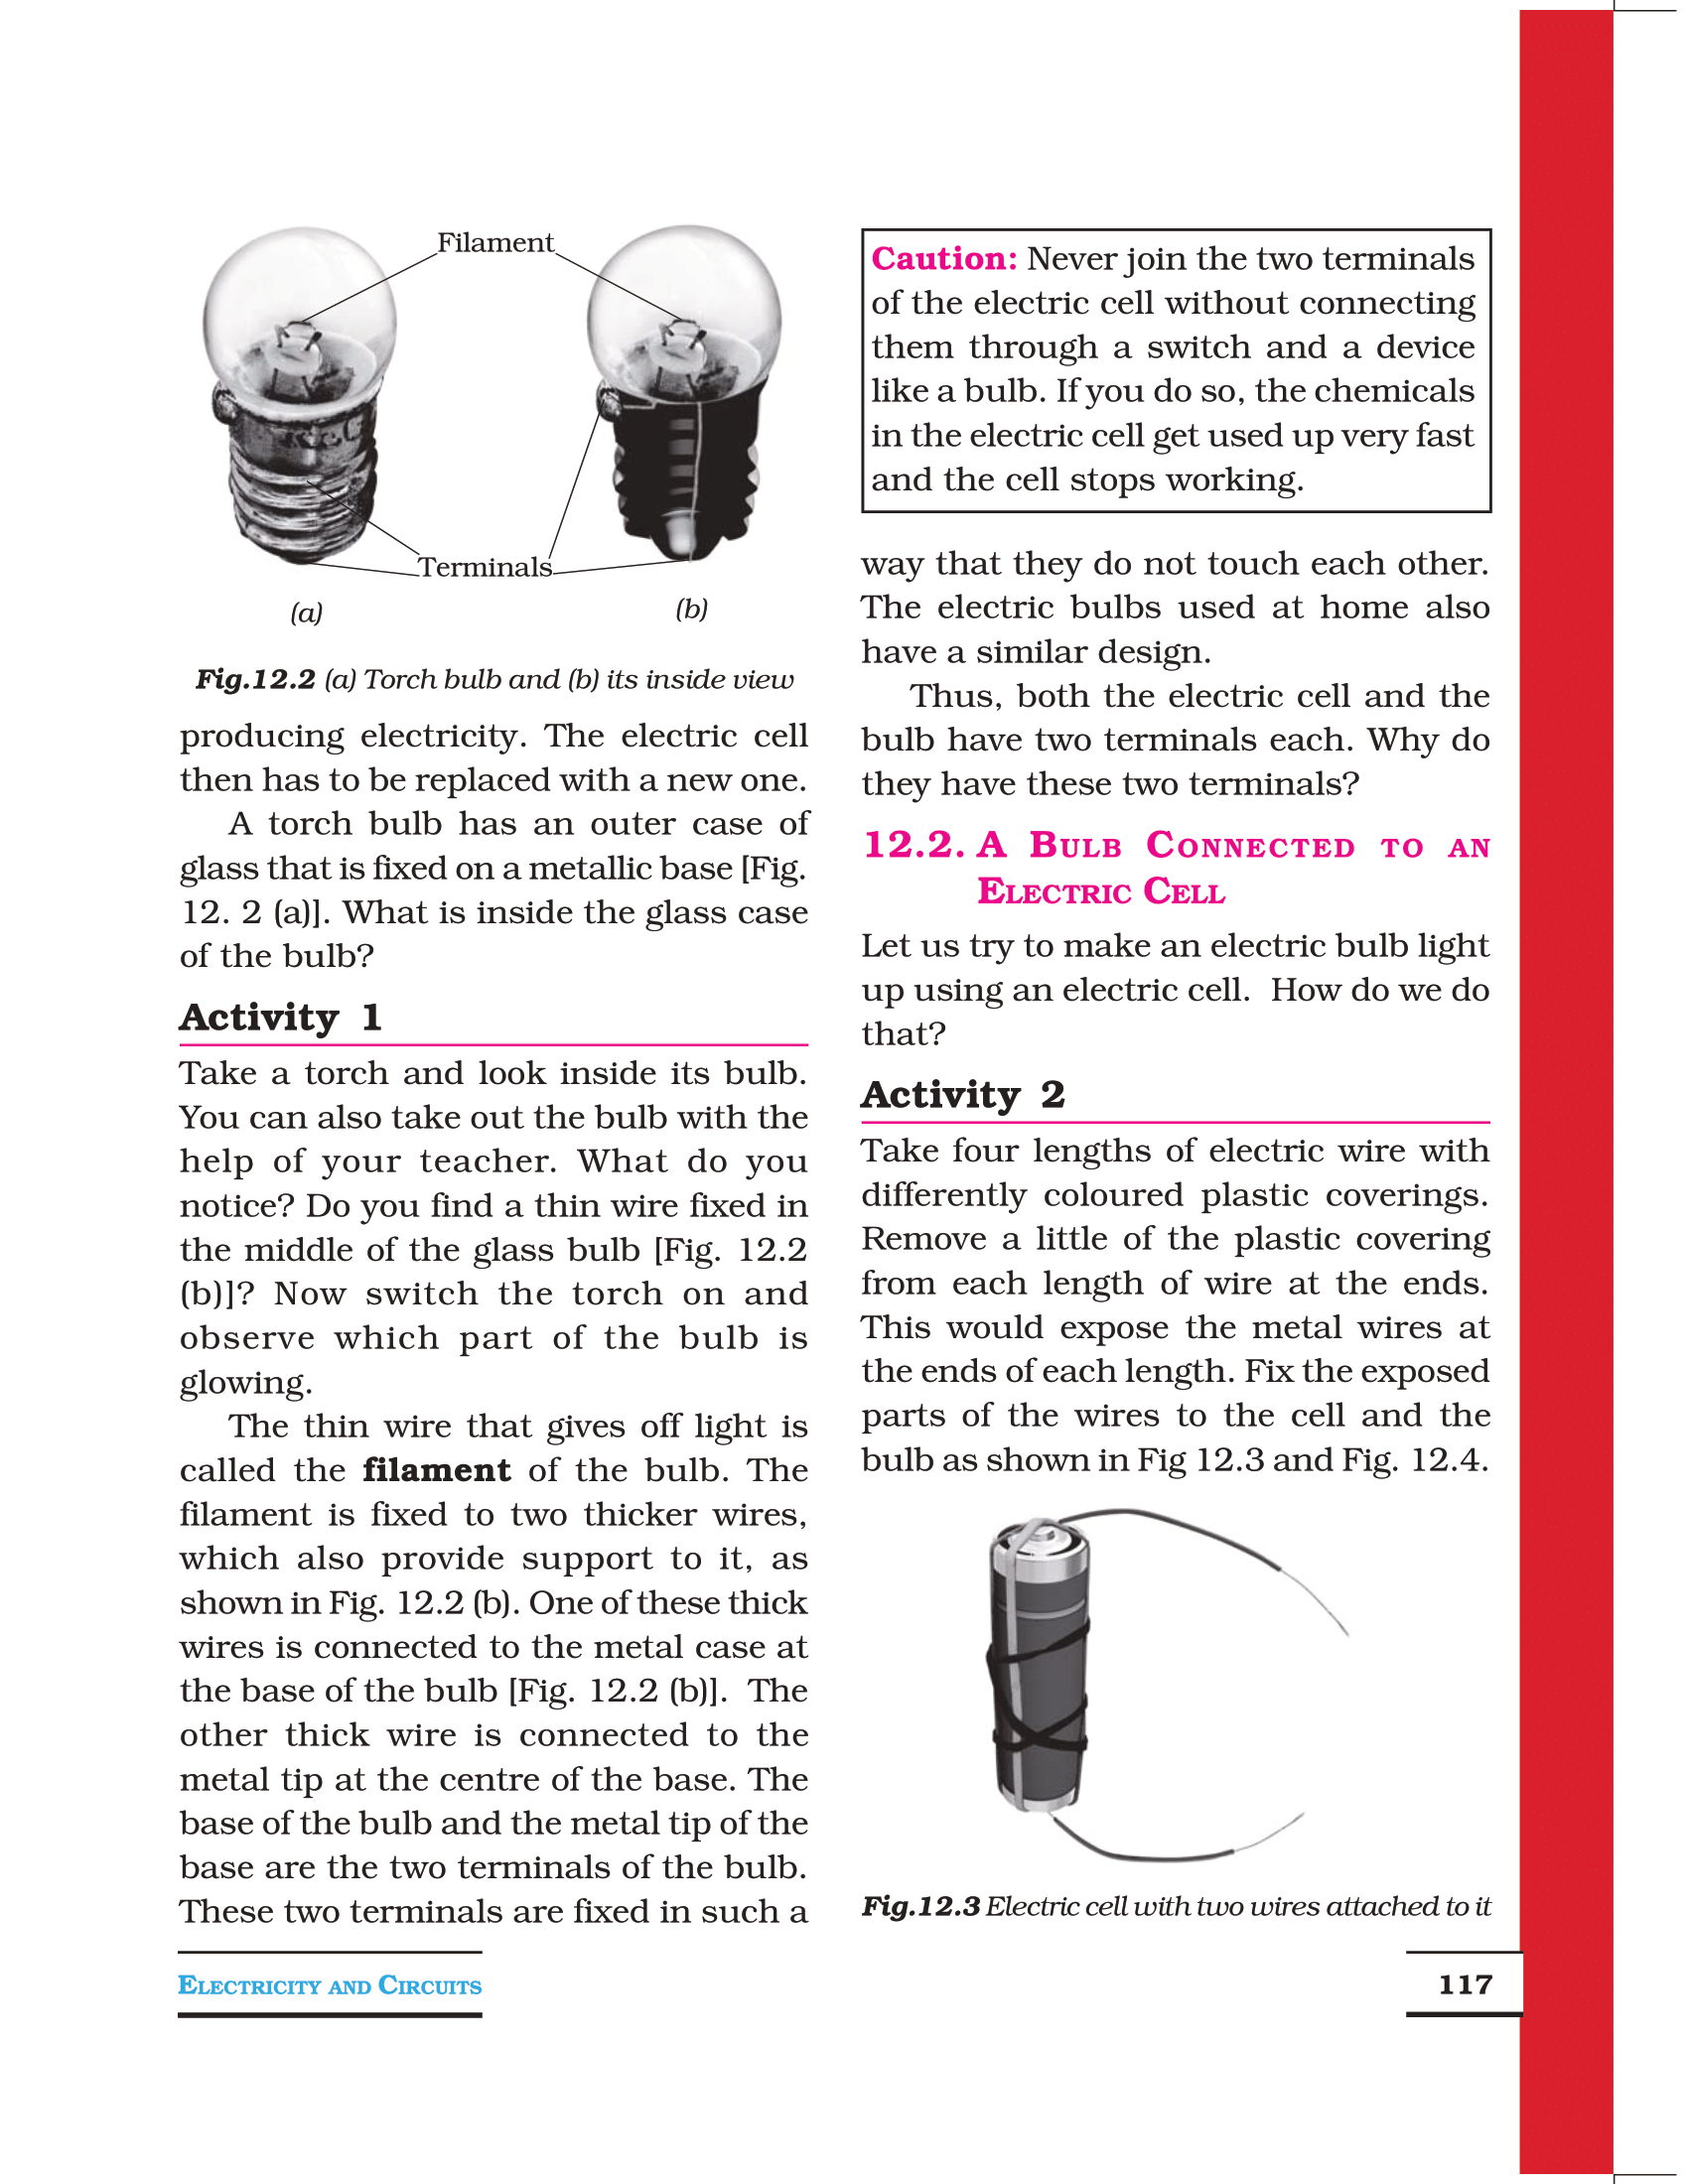 Filament
Terminals
(a)
(b)
Fig.12.2 (a) Torch bulb and (b) its inside view
producing electricity. The electric cell
then has to be replaced with a new one.
A torch bulb has an outer case of
glass that is fixed on a metallic base [Fig.
12. 2 (a)]. What is inside the glass case
of the bulb?
Activity 1
Take a torch and look inside its bulb.
You can also take out the bulb with the
help of your teacher. What do you
notice? Do you find a thin wire fixed in
the middle of the glass bulb [Fig. 12.2
(b)]? Now switch the torch on and
observe which part of the bulb is
glowing.
The thin wire that gives off light is
called the filament of the bulb. The
filament is fixed to two thicker wires,
which also provide support to it, as
shown in Fig. 12.2 (b). One of these thick
wires is connected to the metal case at
the base of the bulb [Fig. 12.2 (b)]. The
other thick wire is connected to the
metal tip at the centre of the base. The
base of the bulb and the metal tip of the
base are the two terminals of the bulb.
These two terminals are fixed in such a
Caution: Never join the two terminals
of the electric cell without connecting
them through a switch and a device
like a bulb. If you do so, the chemicals
in the electric cell get used up very fast
and the cell stops working.
way that they do not touch each other.
The electric bulbs used at home also
have a similar design.
Thus, both the electric cell and the
bulb have two terminals each. Why do
they have these two terminals?
12.2. A BULB CONNECTED TO AN
ELECTRIC CELL
Let us try to make an electric bulb light
up using an electric cell. How do we do
that?
Activity 2
Take four lengths of electric wire with
differently coloured plastic coverings.
Remove a little of the plastic covering
from each length of wire at the ends.
This would expose the metal wires at
the ends of each length. Fix the exposed
parts of the wires to the cell and the
bulb as shown in Fig 12.3 and Fig. 12.4.
Fig.12.3 Electric cell with two wires attached to it
ELECTRICITY AND CIRCUITS
117